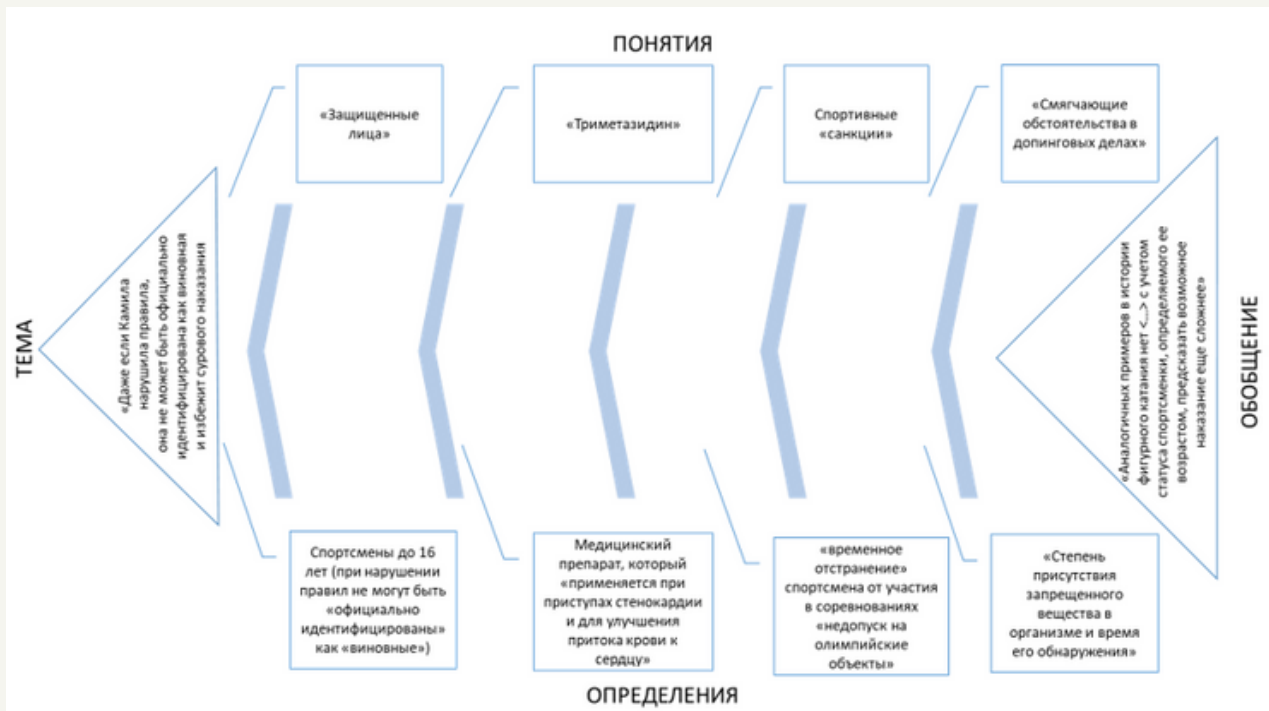 ПОНЯТИЯ
«Защищенные
лица»
«Триметазидин»
Спортивные
«санкции»
«Смягчающие
обстоятельства в
допинговых делах»
ТЕМА
«Даже если Камила
нарушила правила,
она не может быть официально
идентифицирована как виновная
и избежит сурового наказания
«Аналогичных примеров в истории
фигурного катания нет <...> с учетом
статуса спортсменки, определяемого ее
возрастом, предсказать возможное
наказание еще сложнее»
ОБОБЩЕНИЕ
Спортсмены до 16
лет (при нарушении
правил не могут быть
«официально
идентифицированы»
как «виновные»)
Медицинский
препарат, который
«применяется при
приступах стенокардии
и для улучшения
притока крови к
сердцу»
«временное
отстранение»
спортсмена от участия
в соревнованиях
«недопуск на
олимпийские
объекты»
«Степень
присутствия
запрещенного
вещества в
организме и время
его обнаружения»
ОПРЕДЕЛЕНИЯ